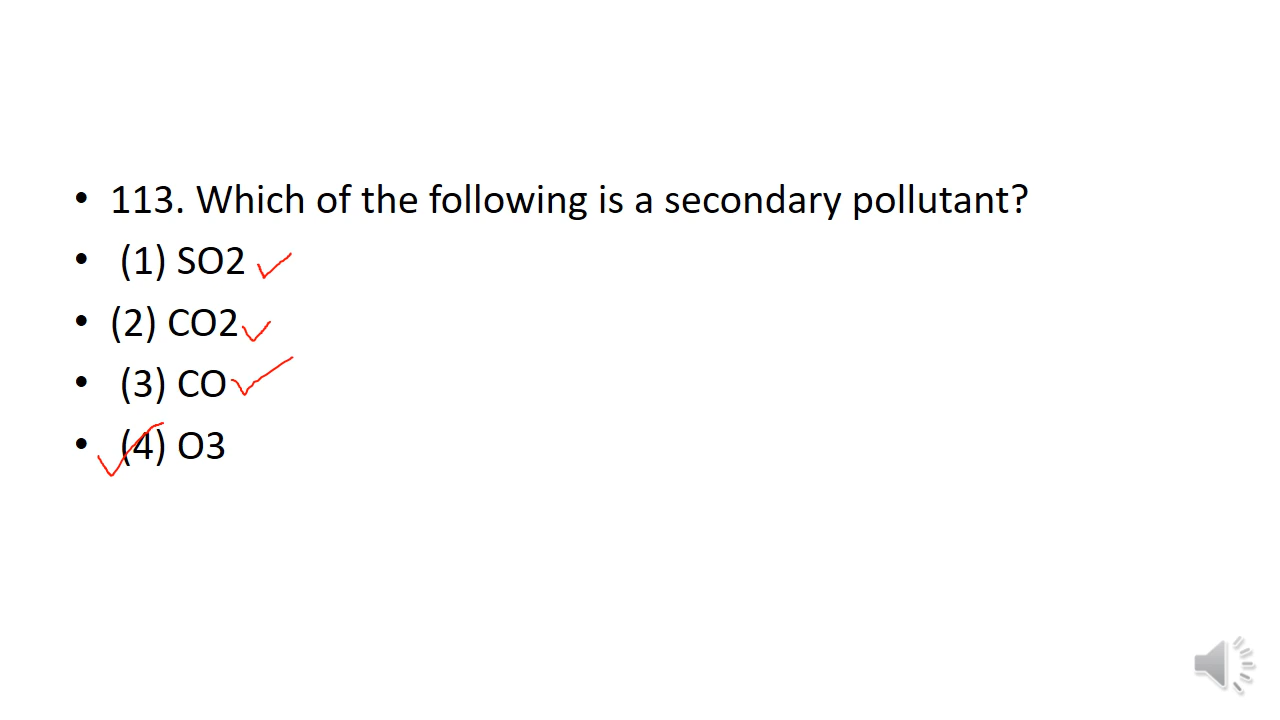 • 113. Which of the following is a secondary pollutant?
• (1) SO2
• (2) CO2
• (3) CO
• (4) O3